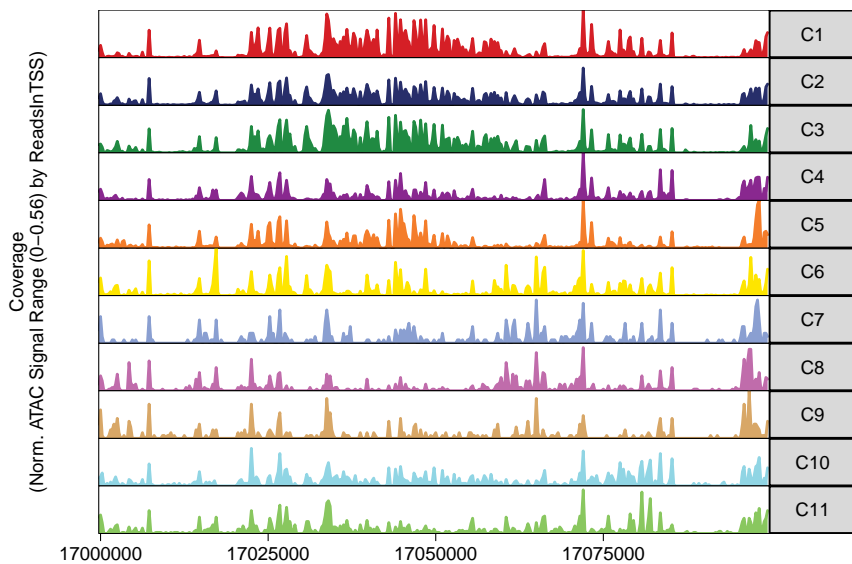 Coverage
(Norm. ATAC Signal Range (0−0.56) by ReadsInTSS)
C1
C2
C3
C4
C5
C6
C7
C8
C9
C10
C11
17000000 17025000 17050000 17075000